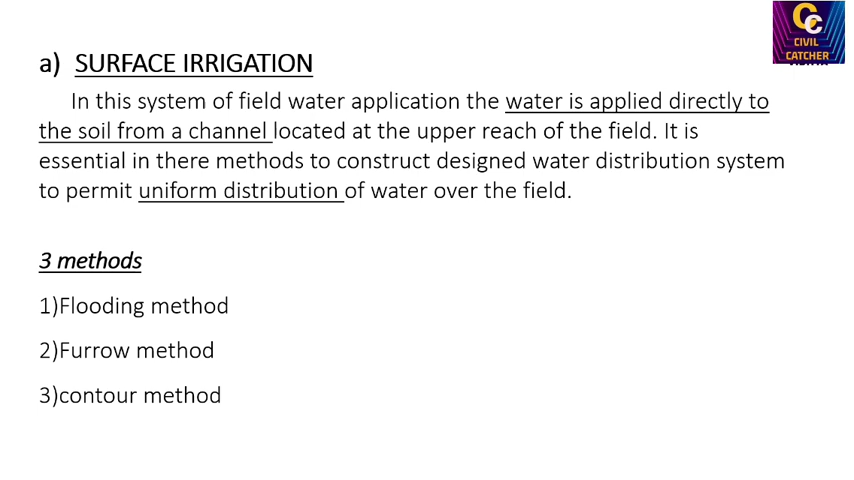 CC
CIVIL
CATCHER
a) SURFACE IRRIGATION
In this system of field water application the water is applied directly to
the soil from a channel located at the upper reach of the field. It is
essential in there methods to construct designed water distribution system
to permit uniform distribution of water over the field.
3 methods
1)Flooding method
2)Furrow method
3)contour method